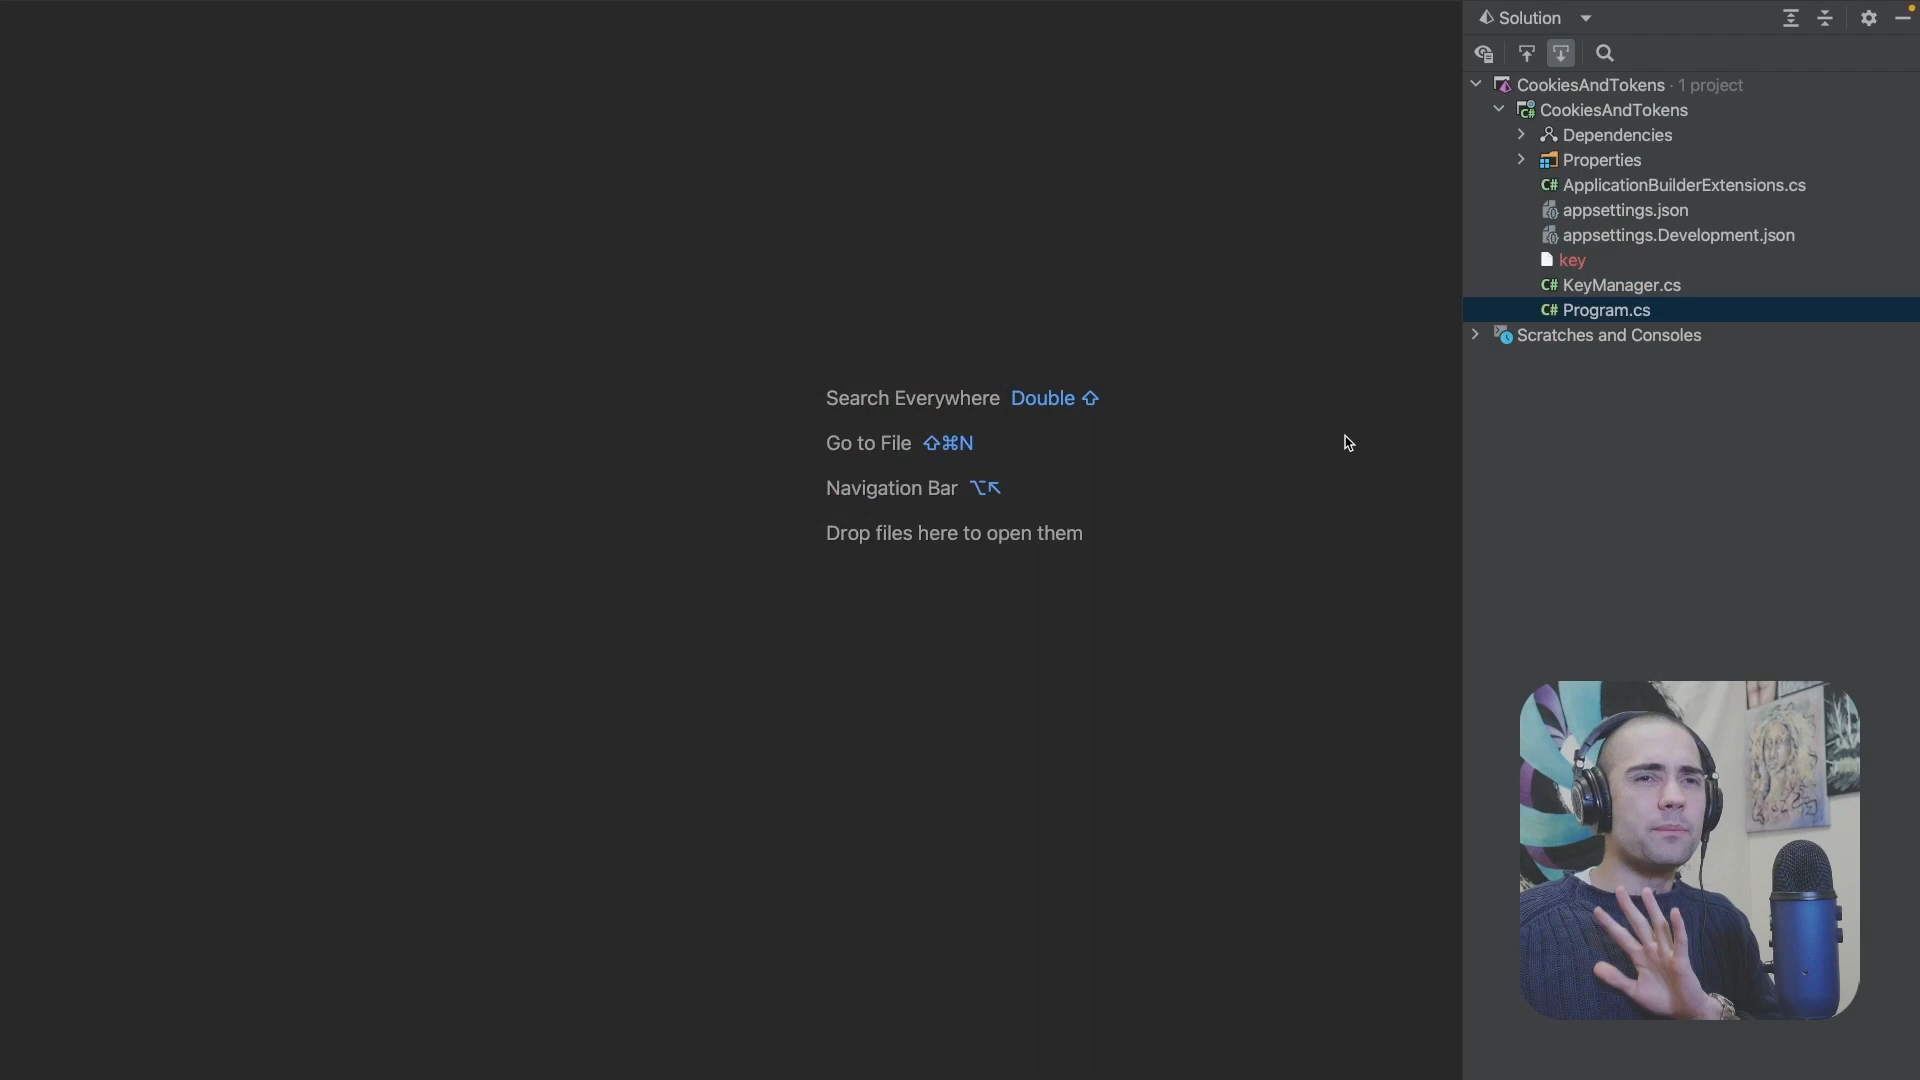 Solution
CookiesAndTokens · 1 project
CookiesAndTokens
Dependencies
Properties
C# ApplicationBuilderExtensions.cs
appsettings.json
appsettings.Development.json
key
C# KeyManager.cs
C# Program.cs
Scratches and Consoles
Search Everywhere Double ⇧
Go to File ⇧⌘N
Navigation Bar ⌥↖
Drop files here to open them